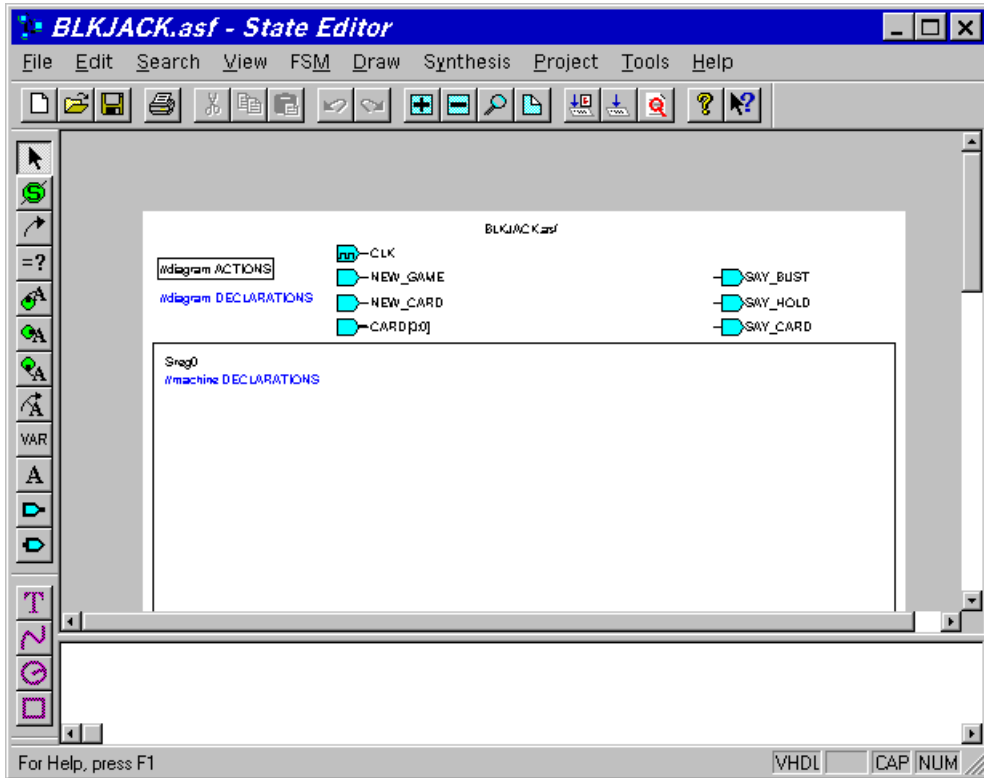 BLKJACK.asf - State Editor
File Edit Search View FSM Draw Synthesis Project Tools Help
BLKJACK.asf
CLK
//diagram ACTIONS
NEW_GAME
SAY_BUST
//diagram DECLARATIONS
NEW_CARD
SAY_HOLD
CARD[3:0]
SAY_CARD
Sreg0
//machine DECLARATIONS
S
=?
A
A
A
A
VAR
A
T
For Help, press F1
VHDL CAP NUM